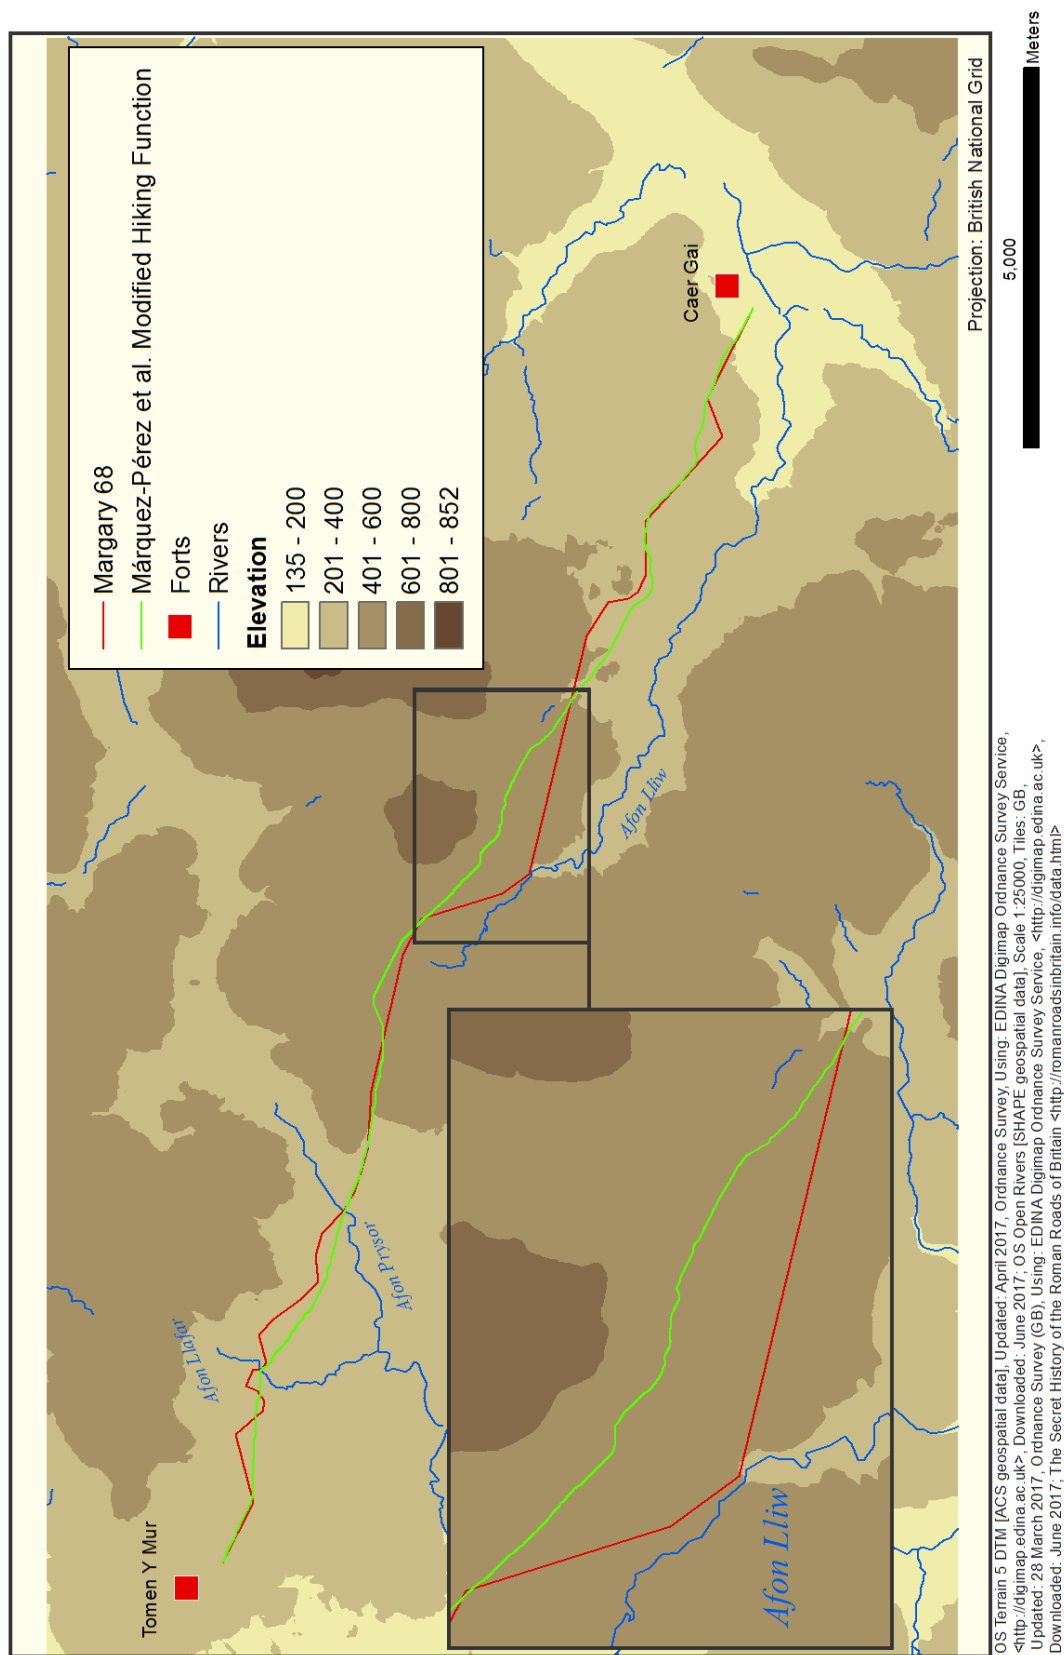 Margary 68
Márquez-Pérez et al. Modified Hiking Function
Forts
Rivers
Elevation
135 - 200
201 - 400
401 - 600
601 - 800
801 - 852
Tomen Y Mur
Afon Llafar
Afon Prysor
Afon Lliw
Caer Gai
Afon Lliw
Projection: British National Grid
5,000
Meters
OS Terrain 5 DTM [ACS geospatial data], Updated: April 2017, Ordnance Survey, Using: EDINA Digimap Ordnance Survey Service,
<http://digimap.edina.ac.uk>, Downloaded: June 2017; OS Open Rivers [SHAPE geospatial data], Scale 1:25000, Tiles: GB,
Updated: 28 March 2017, Ordnance Survey (GB), Using: EDINA Digimap Ordnance Survey Service, <http://digimap.edina.ac.uk>,
Downloaded: June 2017; The Secret History of the Roman Roads of Britain <http://romanroadsinbritain.info/data.html>